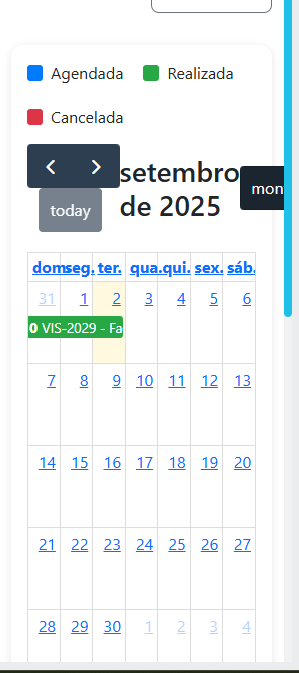 Agendada Realizada
Cancelada
setembro
de 2025
today
mon
dom seg. ter. qua. qui. sex. sáb.
31 1 2 3 4 5 6
0 VIS-2029 - Fa
7 8 9 10 11 12 13
14 15 16 17 18 19 20
21 22 23 24 25 26 27
28 29 30 1 2 3 4